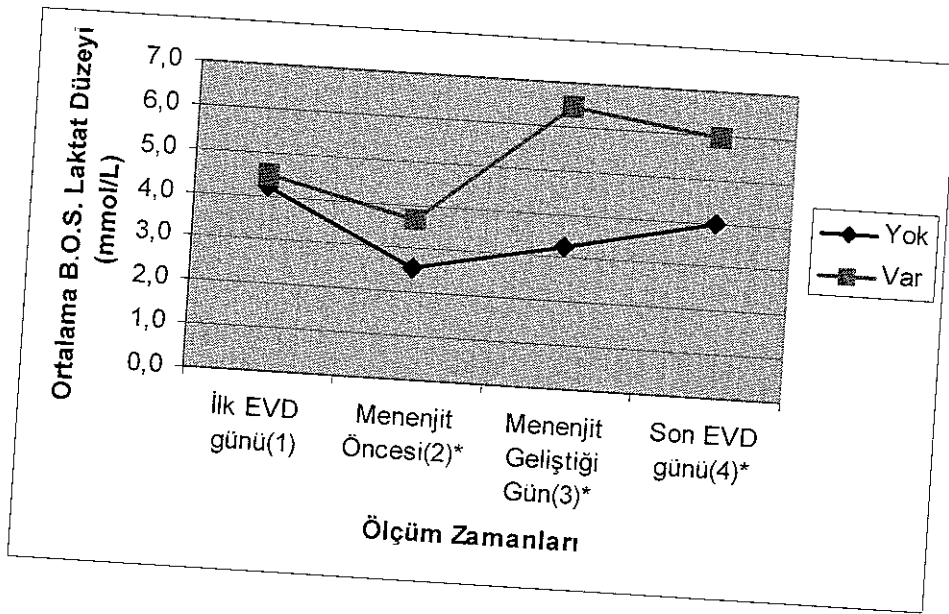 Ortalama B.O.S. Laktat Düzeyi
(mmol/L)
7,0
6,0
5,0
4,0
3,0
2,0
1,0
0,0
İlk EVD
günü(1)
Menenjit
Öncesi(2)*
Menenjit
Geliştiği
Gün(3)*
Son EVD
günü(4)*
Ölçüm Zamanları
Yok
Var